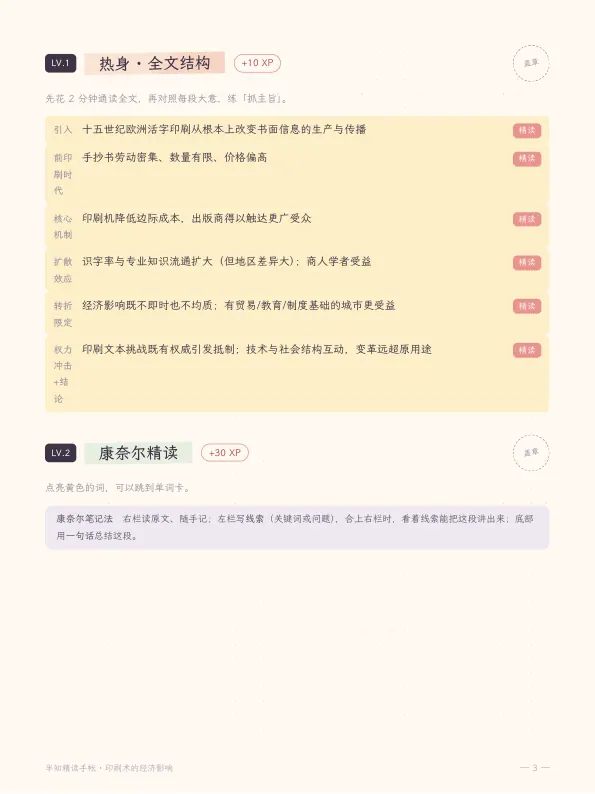 LV.1 热身·全文结构 +10 XP 盖章
先花 2 分钟诵读全文，再对照每段大意，练「抓主旨」。
引入 十五世纪欧洲活字印刷从根本上改变书面信息的生产与传播 精读
前印 手抄书劳动密集、数量有限、价格偏高 精读
刷时
代
核心 印刷机降低边际成本，出版商得以触达更广受众 精读
机制
扩散 识字率与专业知识流通扩大（但地区差异大）；商人学者受益 精读
效应
转折 经济影响既不即时也不均质；有贸易/教育/制度基础的城市更受益 精读
限定
权力 印刷文本挑战既有权威引发抵制；技术与社会结构互动，变革远超原用途 精读
冲击
+结
论
LV.2 康奈尔精读 +30 XP 盖章
点亮黄色的词，可以跳到单词卡。
康奈尔笔记法 右栏读原文、随手记；左栏写线索（关键词或问题），合上右栏时，看着线索能把这段讲出来；底部
用一句话总结这段。
羊知精读手帐·印刷术的经济影响 — 3 —